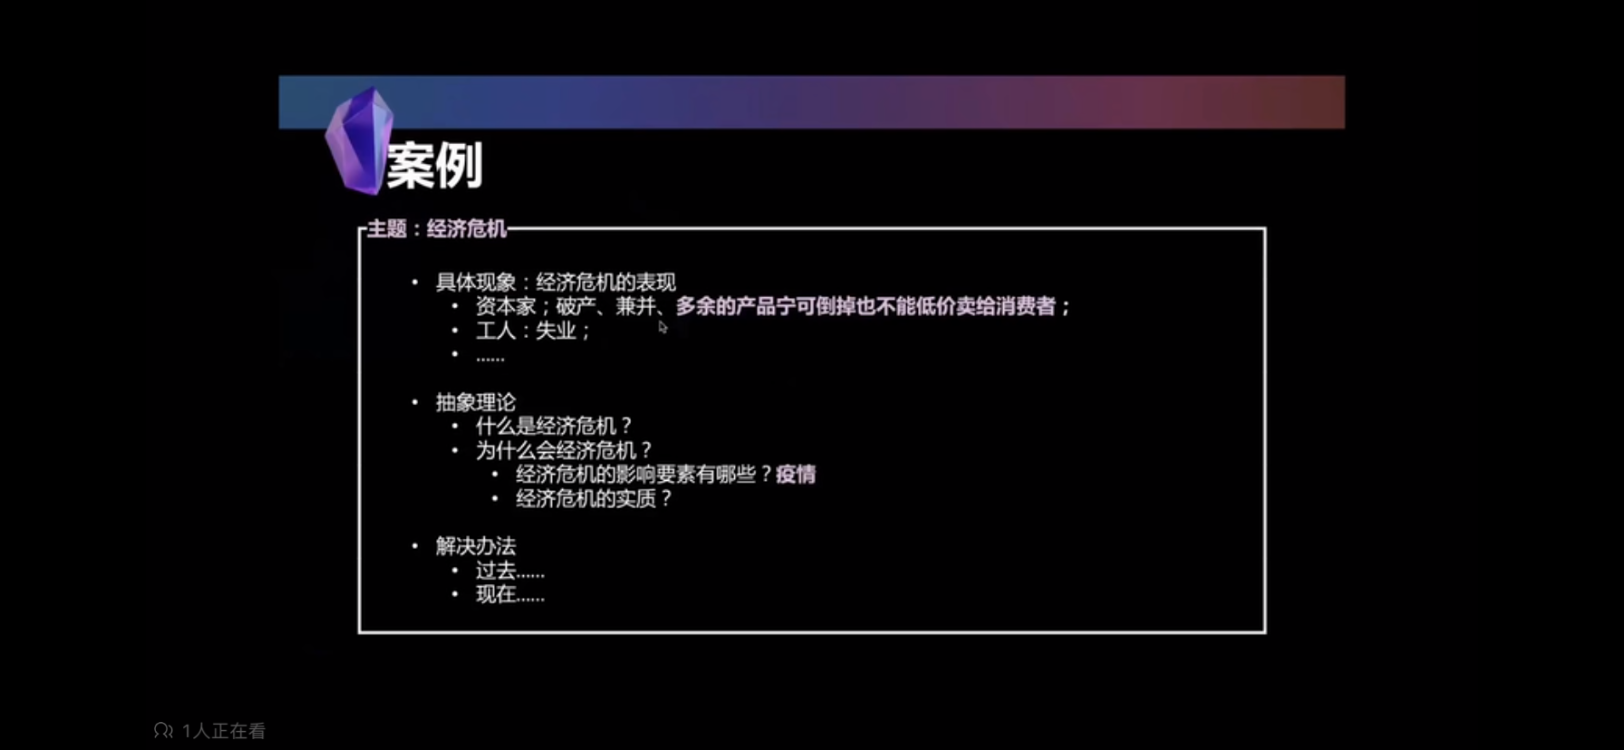 案例
主题：经济危机
• 具体现象：经济危机的表现
• 资本家；破产、兼并、多余的产品宁可倒掉也不能低价卖给消费者；
• 工人：失业；
• ......
• 抽象理论
• 什么是经济危机？
• 为什么会经济危机？
• 经济危机的影响要素有哪些？疫情
• 经济危机的实质？
• 解决办法
• 过去......
• 现在......
1人正在看